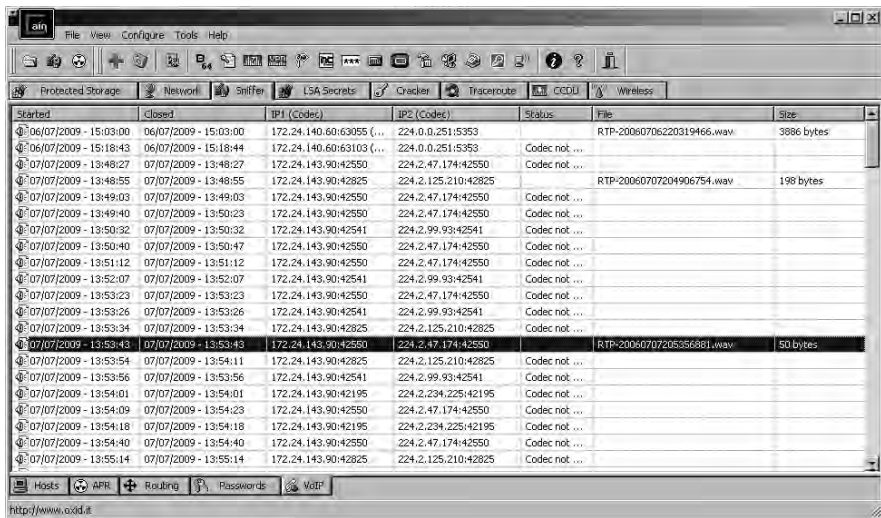 ain
File View Configure Tools Help
Protected Storage Network Sniffer LSA Secrets Cracker Traceroute CCDU Wireless
Started Closed IP1 (Codec) IP2 (Codec) Status File Size
06/07/2009 - 15:03:00 06/07/2009 - 15:03:00 172.24.140.60:63055 (... 224.0.0.251:5353 RTP-20060706220319466.wav 3886 bytes
06/07/2009 - 15:18:43 06/07/2009 - 15:18:44 172.24.140.60:63103 (... 224.0.0.251:5353 Codec not ...
07/07/2009 - 13:48:27 07/07/2009 - 13:48:27 172.24.143.90:42550 224.2.47.174:42550 Codec not ...
07/07/2009 - 13:48:55 07/07/2009 - 13:48:55 172.24.143.90:42825 224.2.125.210:42825 RTP-20060707204906754.wav 198 bytes
07/07/2009 - 13:49:03 07/07/2009 - 13:49:03 172.24.143.90:42550 224.2.47.174:42550 Codec not ...
07/07/2009 - 13:49:40 07/07/2009 - 13:50:23 172.24.143.90:42550 224.2.47.174:42550 Codec not ...
07/07/2009 - 13:50:32 07/07/2009 - 13:50:32 172.24.143.90:42541 224.2.99.93:42541 Codec not ...
07/07/2009 - 13:50:40 07/07/2009 - 13:50:47 172.24.143.90:42550 224.2.47.174:42550 Codec not ...
07/07/2009 - 13:51:12 07/07/2009 - 13:51:12 172.24.143.90:42550 224.2.47.174:42550 Codec not ...
07/07/2009 - 13:52:07 07/07/2009 - 13:52:07 172.24.143.90:42541 224.2.99.93:42541 Codec not ...
07/07/2009 - 13:53:23 07/07/2009 - 13:53:23 172.24.143.90:42550 224.2.47.174:42550 Codec not ...
07/07/2009 - 13:53:26 07/07/2009 - 13:53:26 172.24.143.90:42541 224.2.99.93:42541 Codec not ...
07/07/2009 - 13:53:34 07/07/2009 - 13:53:34 172.24.143.90:42825 224.2.125.210:42825 Codec not ...
07/07/2009 - 13:53:43 07/07/2009 - 13:53:43 172.24.143.90:42550 224.2.47.174:42550 RTP-20060707205356881.wav 50 bytes
07/07/2009 - 13:53:54 07/07/2009 - 13:54:11 172.24.143.90:42825 224.2.125.210:42825 Codec not ...
07/07/2009 - 13:53:56 07/07/2009 - 13:53:56 172.24.143.90:42541 224.2.99.93:42541 Codec not ...
07/07/2009 - 13:54:01 07/07/2009 - 13:54:01 172.24.143.90:42195 224.2.234.225:42195 Codec not ...
07/07/2009 - 13:54:09 07/07/2009 - 13:54:23 172.24.143.90:42550 224.2.47.174:42550 Codec not ...
07/07/2009 - 13:54:18 07/07/2009 - 13:54:18 172.24.143.90:42195 224.2.234.225:42195 Codec not ...
07/07/2009 - 13:54:40 07/07/2009 - 13:54:40 172.24.143.90:42550 224.2.47.174:42550 Codec not ...
07/07/2009 - 13:55:14 07/07/2009 - 13:55:14 172.24.143.90:42825 224.2.125.210:42825 Codec not ...
Hosts APR Routing Passwords VoIP
http://www.oxid.it